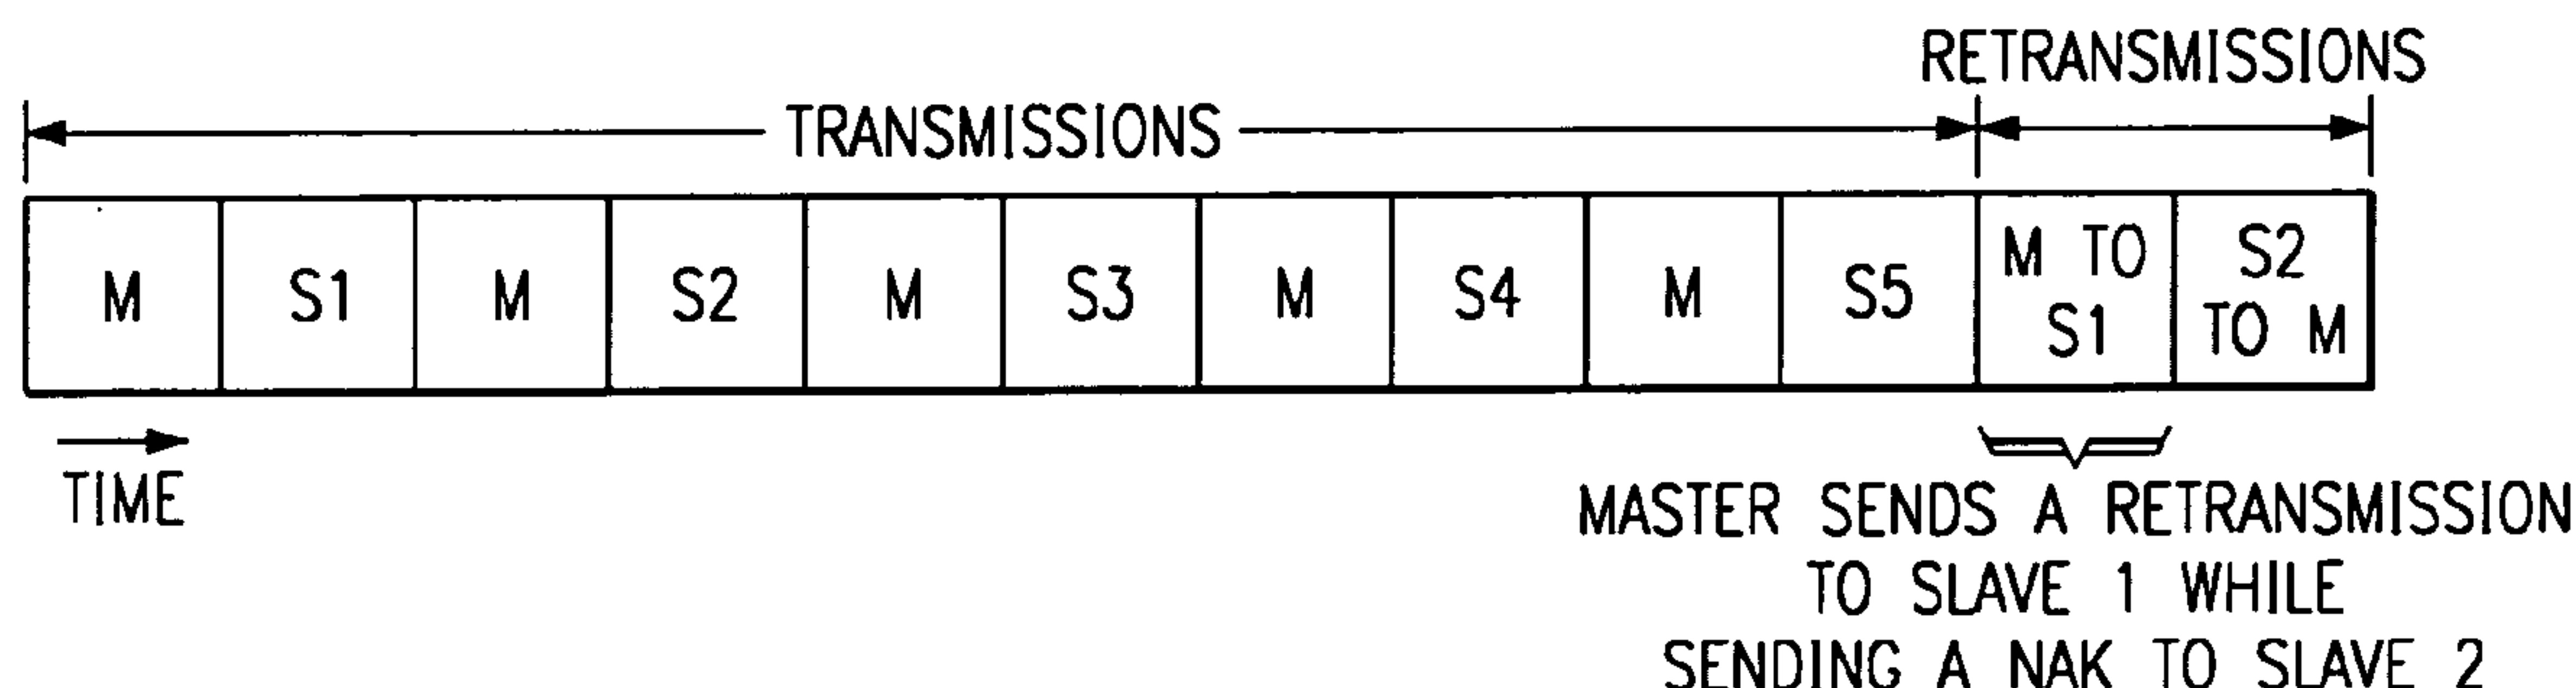 RETRANSMISSIONS
TRANSMISSIONS
M S1 M S2 M S3 M S4 M S5 M TO S1 S2 TO M
TIME
MASTER SENDS A RETRANSMISSION
TO SLAVE 1 WHILE
SENDING A NAK TO SLAVE 2